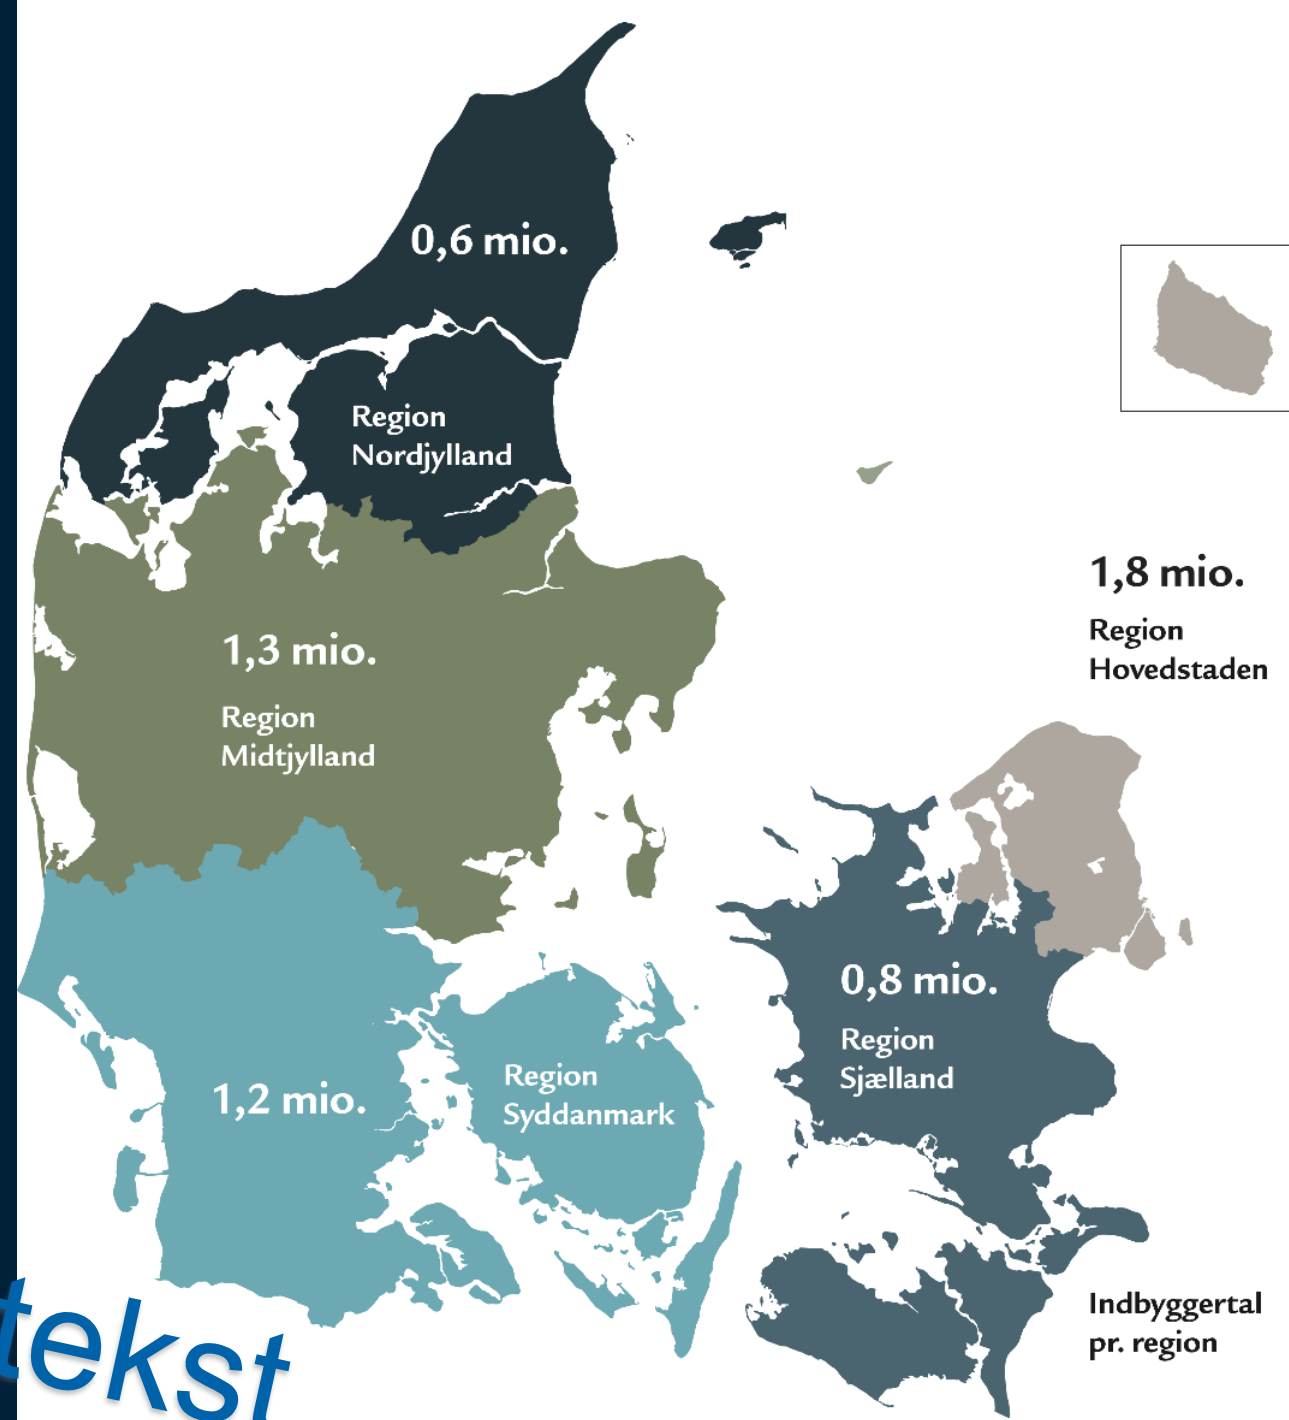 0,6 mio.
Region
Nordjylland
1,3 mio.
Region
Midtjylland
1,8 mio.
Region
Hovedstaden
0,8 mio.
Region
Sjælland
1,2 mio.
Region
Syddanmark
Indbyggertal
pr. region
tekst